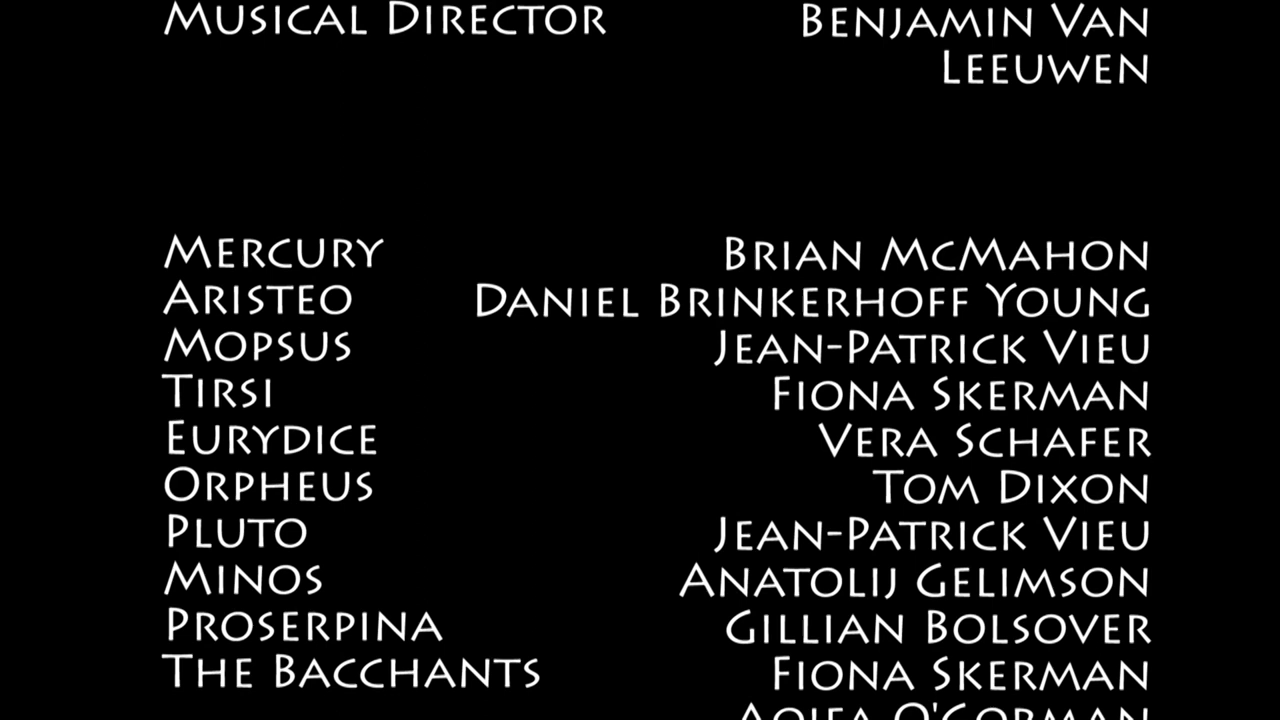 Musical Director Benjamin Van
Leeuwen
Mercury Brian McMahon
Aristeo Daniel Brinkerhoff Young
Mopsus Jean-Patrick Vieu
Tirsi Fiona Skerman
Eurydice Vera Schafer
Orpheus Tom Dixon
Pluto Jean-Patrick Vieu
Minos Anatolij Gelimson
Proserpina Gillian Bolsover
The Bacchants Fiona Skerman
Aoifa O'Gorman